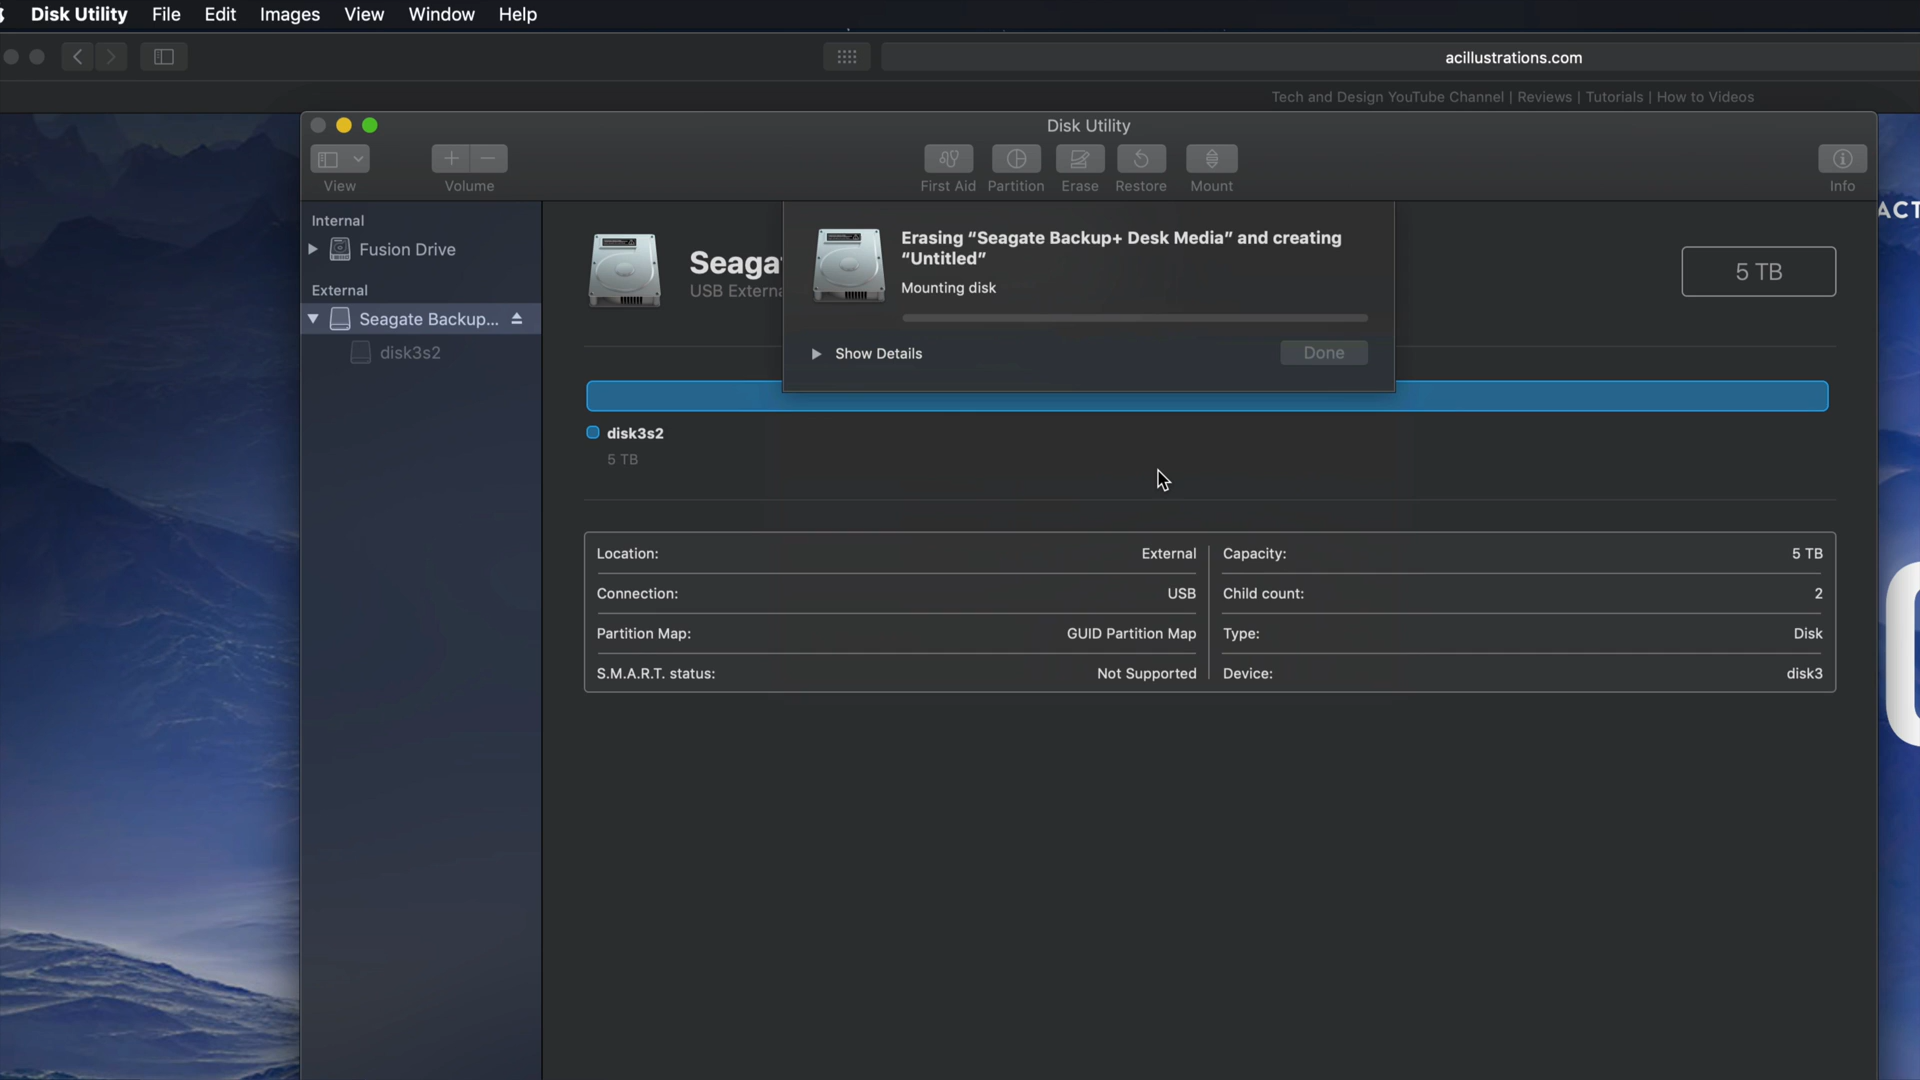 Disk Utility File Edit Images View Window Help
acillustrations.com
Tech and Design YouTube Channel | Reviews | Tutorials | How to Videos
Disk Utility
View Volume First Aid Partition Erase Restore Mount Info
Internal
Fusion Drive
External
Seagate Backup...
disk3s2
Seaga
USB Externa
Erasing “Seagate Backup+ Desk Media” and creating
“Untitled”
Mounting disk
Show Details
Done
5 TB
disk3s2
5 TB
Location: External
Capacity: 5 TB
Connection: USB
Child count: 2
Partition Map: GUID Partition Map
Type: Disk
S.M.A.R.T. status: Not Supported
Device: disk3
ACT